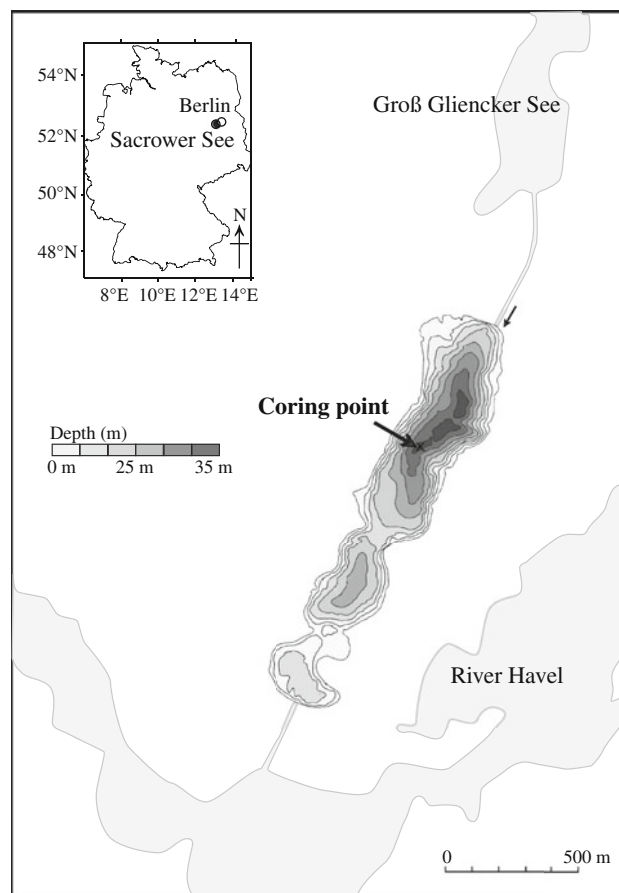 54°N
52°N
50°N
48°N
8°E 10°E 12°E 14°E
Berlin
Sacrower See
N
Groß Gliencker See
Coring point
Depth (m)
0 m 25 m 35 m
River Havel
0 500 m